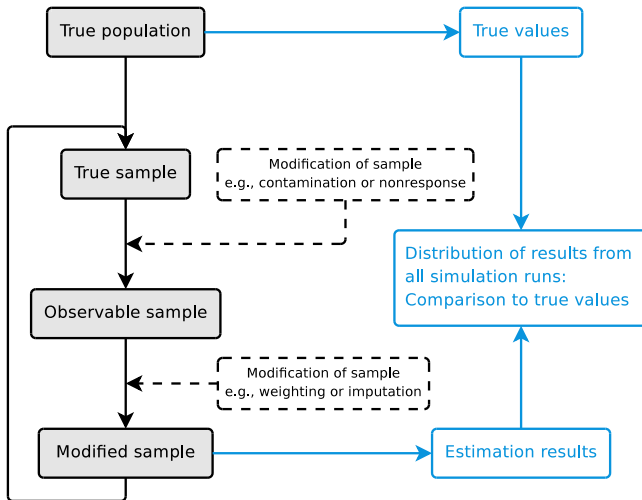 True population
True values
True sample
Modification of sample
e.g., contamination or nonresponse
Distribution of results from
all simulation runs:
Comparison to true values
Observable sample
Modification of sample
e.g., weighting or imputation
Modified sample
Estimation results